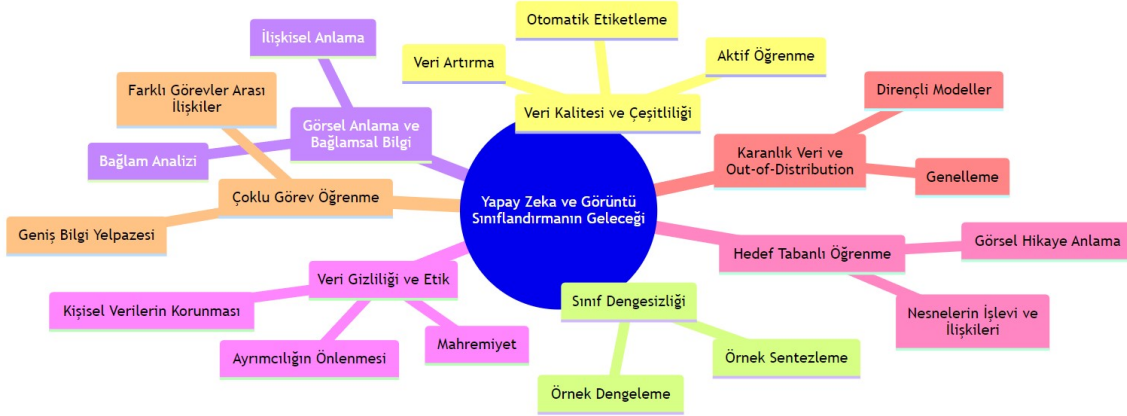 Otomatik Etiketleme
İlişkisel Anlama
Veri Artırma
Aktif Öğrenme
Farklı Görevler Arası
İlişkiler
Dirençli Modeller
Veri Kalitesi ve Çeşitliliği
Görsel Anlama ve
Bağlamsal Bilgi
Bağlam Analizi
Karanlık Veri ve
Out-of-Distribution
Genelleme
Çoklu Görev Öğrenme
Yapay Zeka ve Görüntü
Sınıflandırmanın Geleceği
Geniş Bilgi Yelpazesi
Görsel Hikaye Anlama
Hedef Tabanlı Öğrenme
Veri Gizliliği ve Etik
Sınıf Dengesizliği
Kişisel Verilerin Korunması
Nesnelerin İşlevi ve
İlişkileri
Mahremiyet
Ayrımcılığın Önlenmesi
Örnek Sentezleme
Örnek Dengeleme